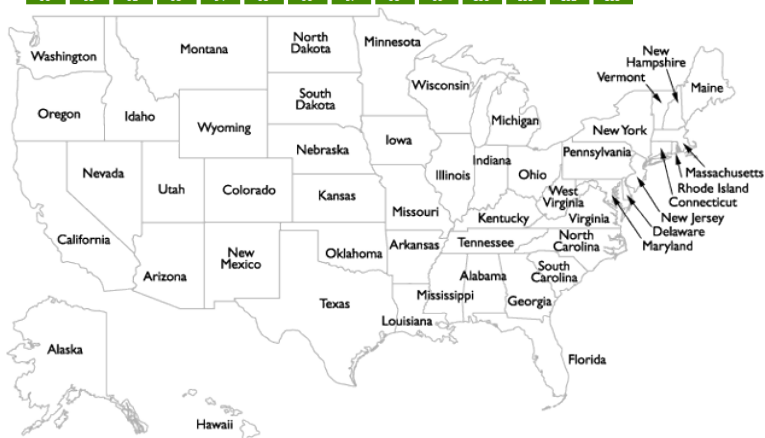 Washington
Montana
North
Dakota
Minnesota
Oregon
Idaho
Wyoming
South
Dakota
Wisconsin
Michigan
New
Hampshire
Vermont
Maine
New York
Nevada
Utah
Colorado
Nebraska
Iowa
Illinois
Indiana
Ohio
Pennsylvania
Massachusetts
Rhode Island
Connecticut
New Jersey
Delaware
Maryland
California
Arizona
New
Mexico
Kansas
Missouri
Kentucky
West
Virginia
Virginia
Oklahoma
Arkansas
Tennessee
North
Carolina
Texas
Louisiana
Mississippi
Alabama
Georgia
South
Carolina
Florida
Alaska
Hawaii